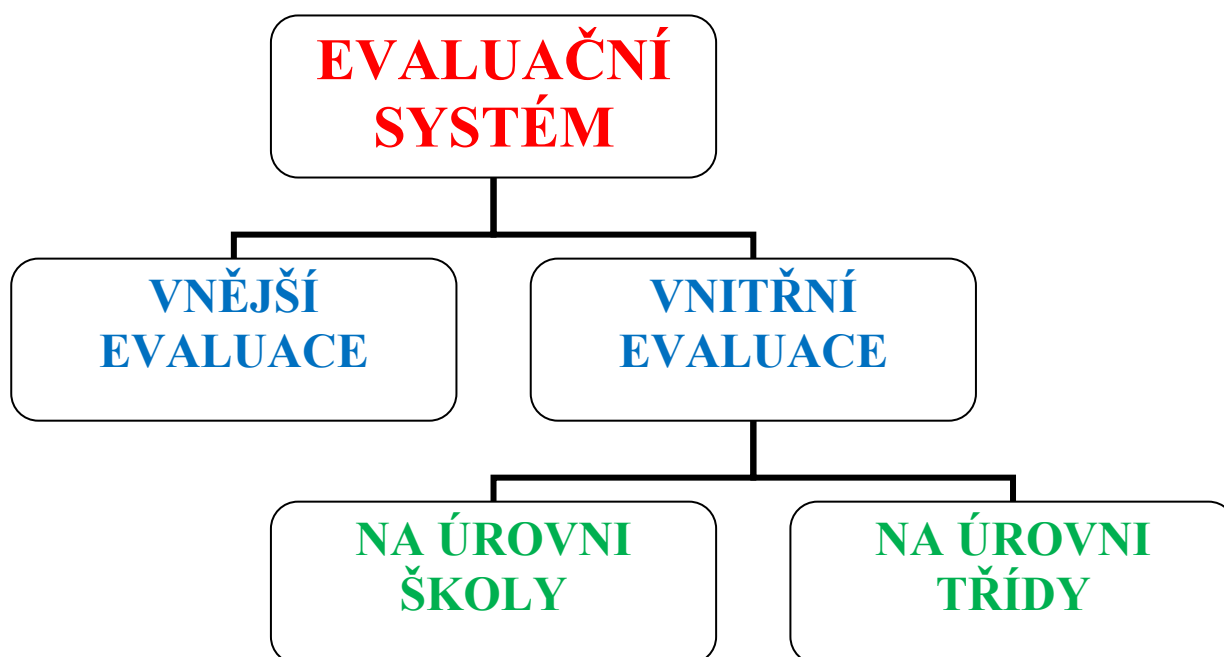 EVALUAČNÍ
SYSTÉM
VNĚJŠÍ
EVALUACE
VNITŘNÍ
EVALUACE
NA ÚROVNI
ŠKOLY
NA ÚROVNI
TŘÍDY